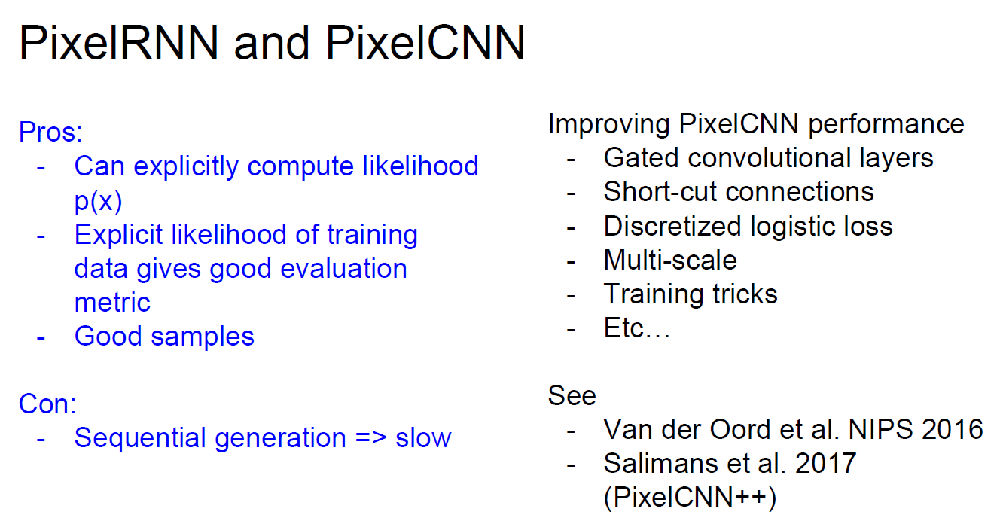 PixelRNN and PixelCNN
Pros:
- Can explicitly compute likelihood
p(x)
- Explicit likelihood of training
data gives good evaluation
metric
- Good samples
Con:
- Sequential generation => slow
Improving PixelCNN performance
- Gated convolutional layers
- Short-cut connections
- Discretized logistic loss
- Multi-scale
- Training tricks
- Etc…
See
- Van der Oord et al. NIPS 2016
- Salimans et al. 2017
(PixelCNN++)